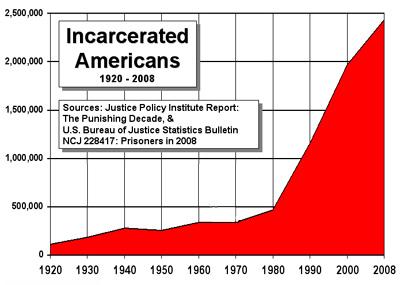 2,500,000
Incarcerated
Americans
1920 - 2008
2,000,000
Sources: Justice Policy Institute Report:
The Punishing Decade, &
U.S. Bureau of Justice Statistics Bulletin
NCJ 228417: Prisoners in 2008
1,500,000
1,000,000
500,000
0
1920 1930 1940 1950 1960 1970 1980 1990 2000 2008